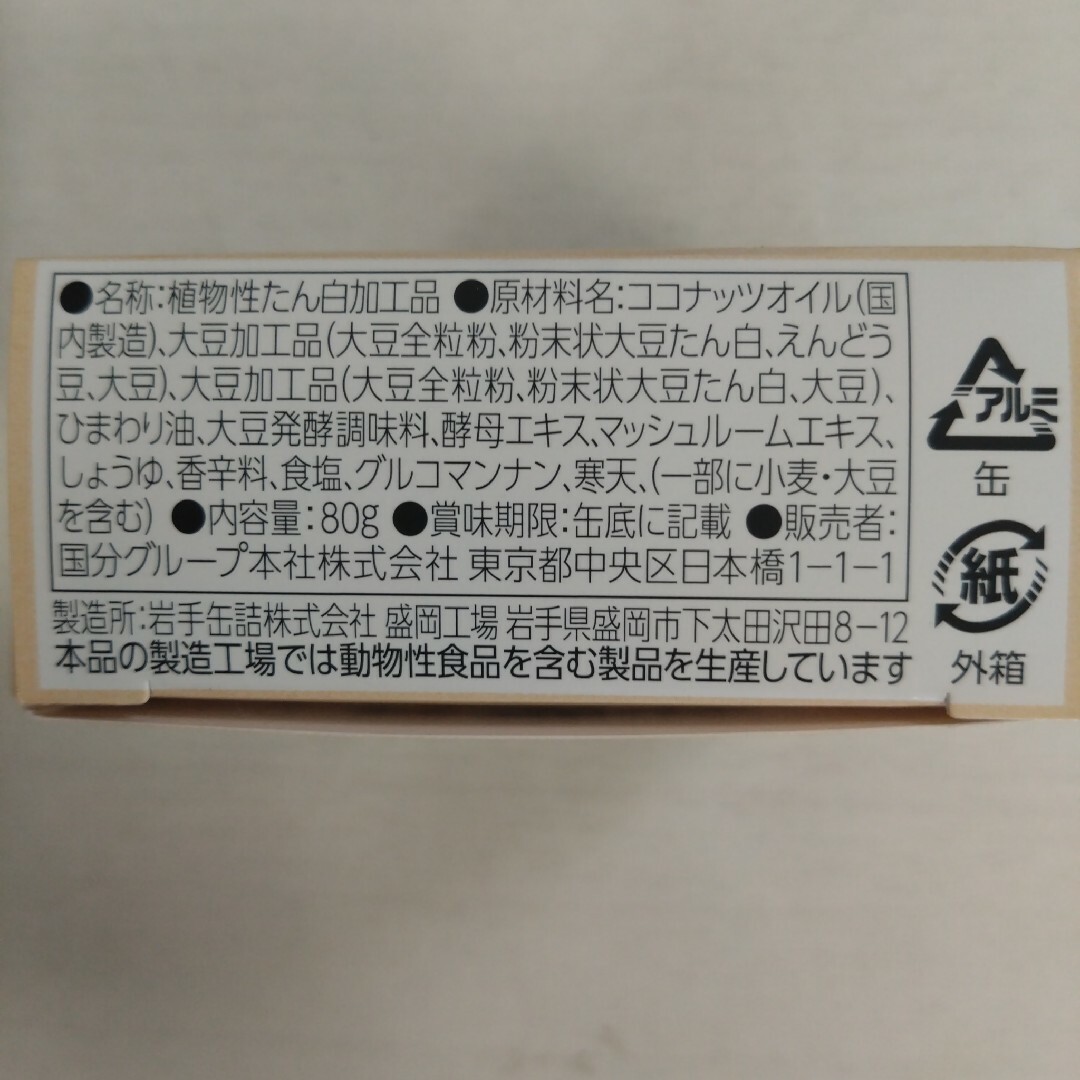 ●名称:植物性たん白加工品 ●原材料名:ココナッツオイル(国
内製造)、大豆加工品(大豆全粒粉、粉末状大豆たん白、えんどう
豆、大豆)、大豆加工品(大豆全粒粉、粉末状大豆たん白、大豆)、
ひまわり油、大豆発酵調味料、酵母エキス、マッシュルームエキス、
しょうゆ、香辛料、食塩、グルコマンナン、寒天、(一部に小麦・大豆
を含む) ●内容量:80g ●賞味期限:缶底に記載 ●販売者:
国分グループ本社株式会社 東京都中央区日本橋1-1-1
製造所:岩手缶詰株式会社 盛岡工場 岩手県盛岡市下太田沢田8-12
本品の製造工場では動物性食品を含む製品を生産しています
アルミ
缶
紙
外箱